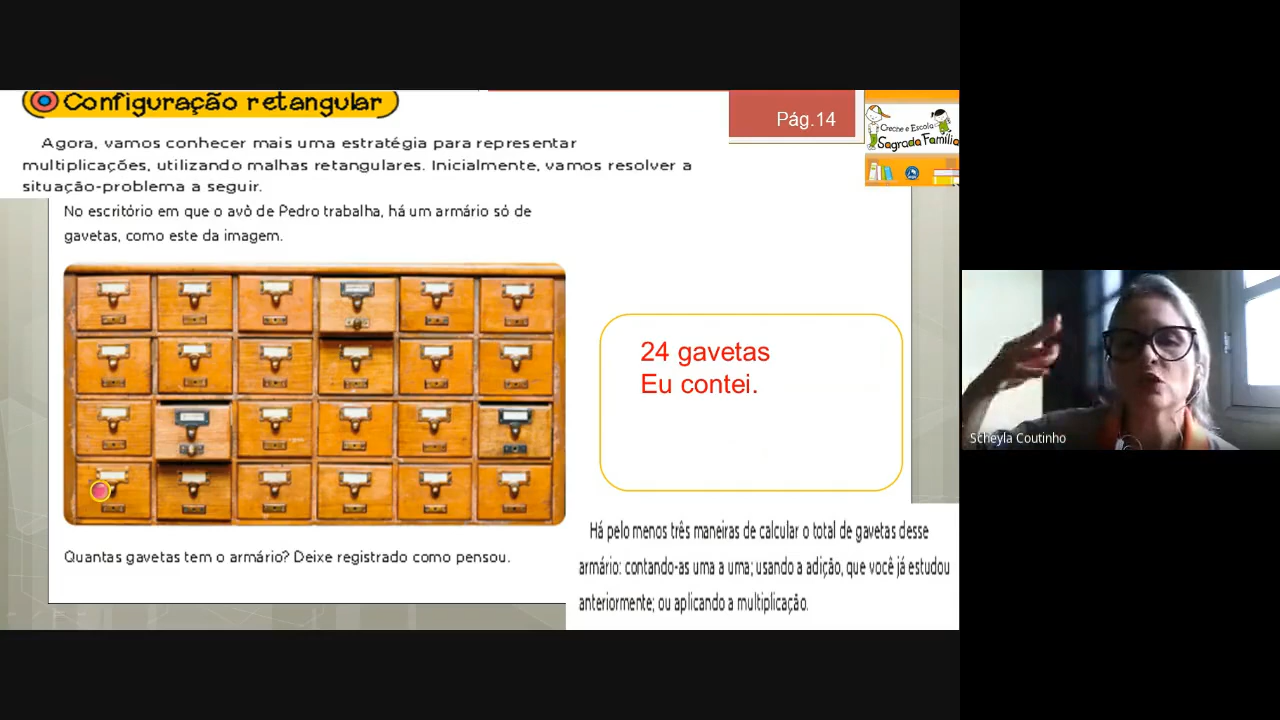 Configuração retangular
Pág.14
Creche e Escola
Sagrada Família
Agora, vamos conhecer mais uma estratégia para representar
multiplicações, utilizando malhas retangulares. Inicialmente, vamos resolver a
situação-problema a seguir.
No escritório em que o avô de Pedro trabalha, há um armário só de
gavetas, como este da imagem.
24 gavetas
Eu contei.
Scheyla Coutinho
Quantas gavetas tem o armário? Deixe registrado como pensou.
Há pelo menos três maneiras de calcular o total de gavetas desse
armário: contando-as uma a uma; usando a adição, que você já estudou
anteriormente; ou aplicando a multiplicação.